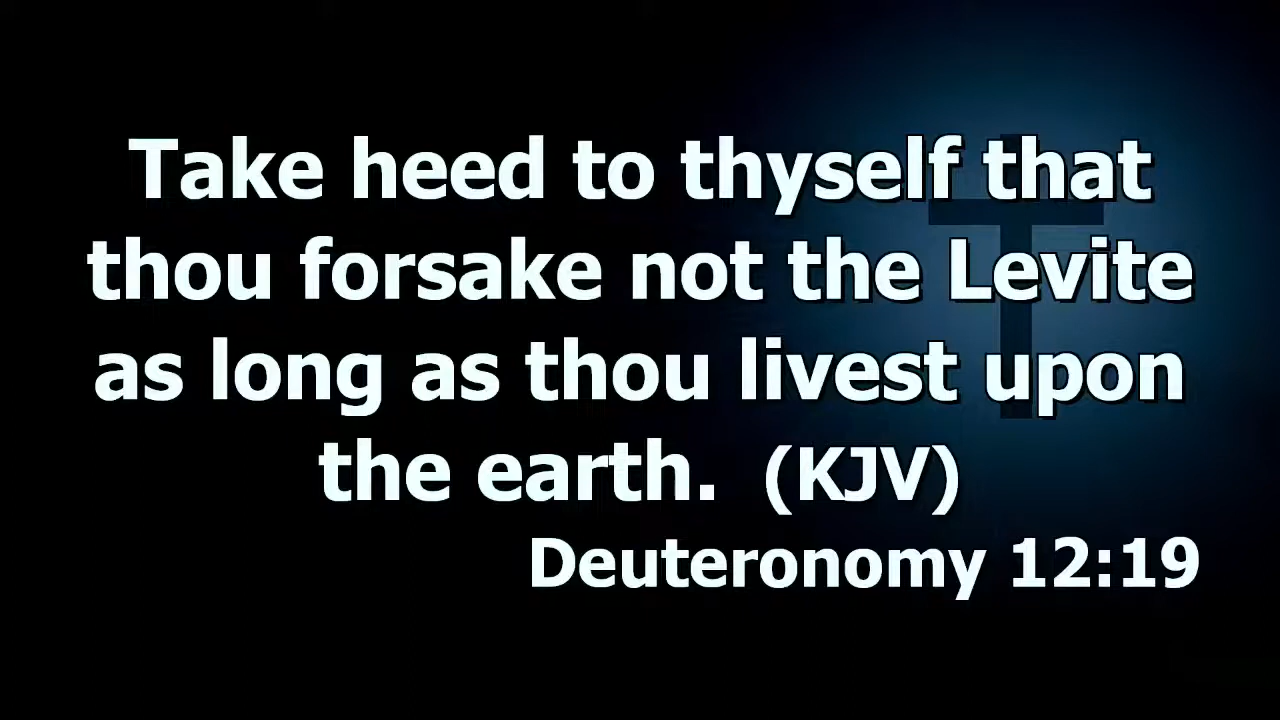 Take heed to thyself that
thou forsake not the Levite
as long as thou livest upon
the earth.  (KJV)
Deuteronomy 12:19